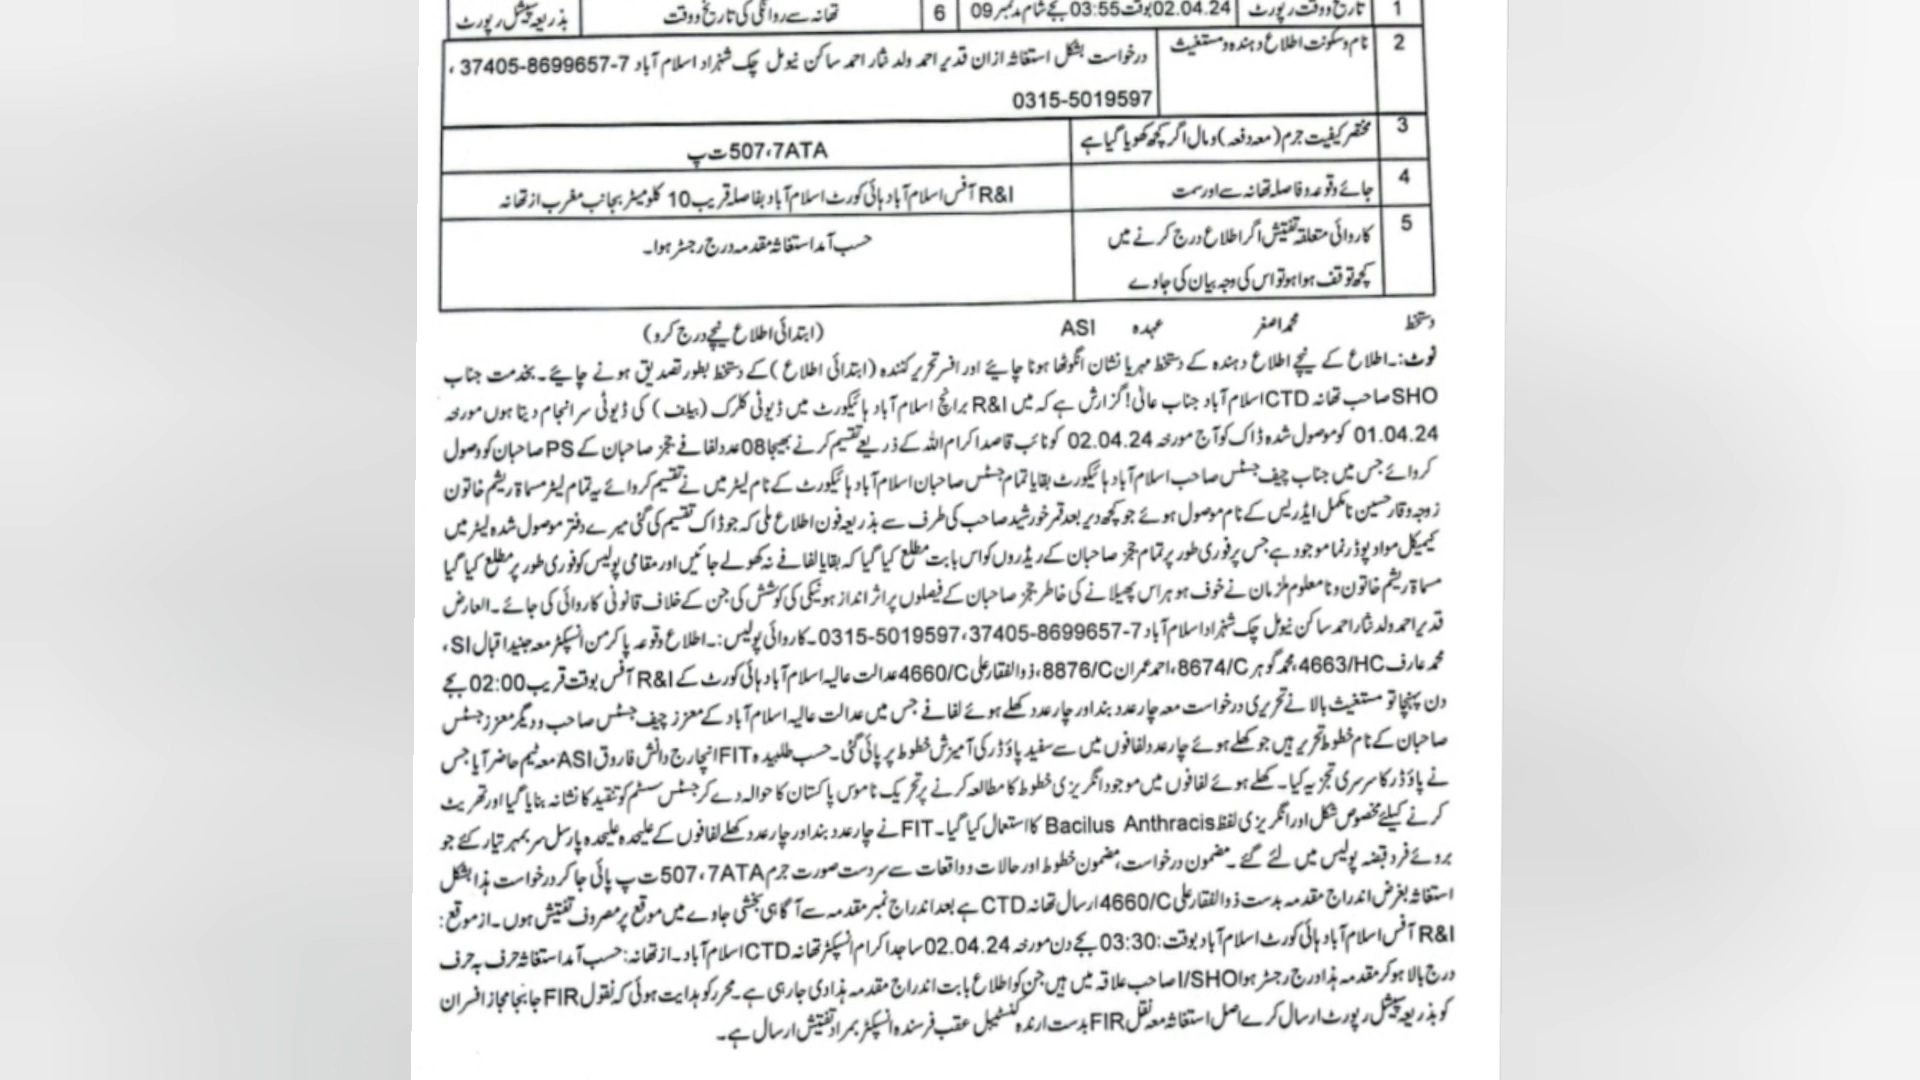 1 تاریخ و وقت رپورٹ 02.04.24 بوقت 03:55 بجے شام مد نمبر 09 6 تھانہ سے روانگی کی تاریخ و وقت بذریعہ سپیشل رپورٹ
2 نام و سکونت اطلاع دہندہ و مستغیث درخواست بشکل استغاثہ ازان قدیر احمد ولد نثار احمد ساکن نیول چک شہزاد اسلام آباد 7-8699657-37405 ،
0315-5019597
3 مختصر کیفیت جرم (معہ دفعہ) و مال اگر کچھ کھویا گیا ہے 507،7ATA ت پ
4 جائے وقوعہ و فاصلہ تھانہ سے اور سمت R&I آفس اسلام آباد ہائی کورٹ اسلام آباد بفاصلہ قریب 10 کلومیٹر بجانب مغرب از تھانہ
5 کاروائی متعلقہ تفتیش اگر اطلاع درج کرنے میں حسب آمد استغاثہ مقدمہ درج رجسٹر ہوا۔
کچھ توقف ہوا ہو تو اس کی وجہ بیان کی جاوے
دستخط محمد اصغر عہدہ ASI (ابتدائی اطلاع نیچے درج کرو)
نوٹ:۔ اطلاع کے نیچے اطلاع دہندہ کے دستخط مہر یا نشان انگوٹھا ہونا چاہیے اور افسر تحریر کنندہ (ابتدائی اطلاع) کے دستخط بطور تصدیق ہونے چاہیے۔ بخدمت جناب
SHO صاحب تھانہ CTD اسلام آباد جناب عالی! گزارش ہے کہ میں R&I برانچ اسلام آباد ہائیکورٹ میں ڈیوٹی کلرک (بیلف) کی ڈیوٹی سرانجام دیتا ہوں مورخہ
01.04.24 کو موصول شدہ ڈاک کو آج مورخہ 02.04.24 کو نائب قاصد اکرام اللہ کے ذریعے تقسیم کرنے بھیجا 08 عدد لفافے ججز صاحبان کے PS صاحبان کو وصول
کروائے جس میں جناب چیف جسٹس صاحب اسلام آباد ہائیکورٹ بقایا تمام جسٹس صاحبان اسلام آباد ہائیکورٹ کے نام لیٹر میں نے تقسیم کروائے یہ تمام لیٹر مسماۃ ریشم خاتون
زوجہ وقار حسین نامکمل ایڈریس کے نام موصول ہوئے جو کچھ دیر بعد قمر خورشید صاحب کی طرف سے بذریعہ فون اطلاع ملی کہ جو ڈاک تقسیم کی گئی میرے دفتر موصول شدہ لیٹر میں
کیمیکل مواد پوڈر نما موجود ہے جس پر فوری طور پر تمام ججز صاحبان کے ریڈروں کو اس بابت مطلع کیا گیا کہ بقایا لفافے نہ کھولے جائیں اور مقامی پولیس کو فوری طور پر مطلع کیا گیا
مسماۃ ریشم خاتون و نامعلوم ملزمان نے خوف و ہراس پھیلانے کی خاطر ججز صاحبان کے فیصلوں پر اثر انداز ہونیکی کی کوشش کی جن کے خلاف قانونی کاروائی کی جائے۔ العارض
قدیر احمد ولد نثار احمد ساکن نیول چک شہزاد اسلام آباد 7-8699657-37405، 0315-5019597۔ کاروائی پولیس:۔ اطلاع وقوعہ پا کر من انسپکٹر معہ جنید اقبال SI،
محمد عارف 4663/HC، محمد گوہر 8674/C، احمد عمران 8876/C، ذوالفقار علی 4660/C عدالت عالیہ اسلام آباد ہائی کورٹ کے R&I آفس بوقت قریب 02:00 بجے
دن پہنچا تو مستغیث بالا نے تحریری درخواست معہ چار عدد بند اور چار عدد کھلے ہوئے لفافے جس میں عدالت عالیہ اسلام آباد کے معزز چیف جسٹس صاحب و دیگر معزز جسٹس
صاحبان کے نام خطوط تحریر ہیں جو کھلے ہوئے چار عدد لفافوں میں سے سفید پاؤڈر کی آمیزش خطوط پر پائی گئی۔ حسب طلبیدہ FIT انچارج دانش فاروق ASI معہ ٹیم حاضر آیا جس
نے پاؤڈر کا سرسری تجزیہ کیا۔ کھلے ہوئے لفافوں میں موجود انگریزی خطوط کا مطالعہ کرنے پر تحریک ناموس پاکستان کا حوالہ دے کر جسٹس سسٹم کو تنقید کا نشانہ بنایا گیا اور تھریٹ
کرنے کیلئے مخصوص شکل اور انگریزی لفظ Bacilus Anthracis کا استعمال کیا گیا۔ FIT نے چار عدد بند اور چار عدد کھلے لفافوں کے علیحدہ علیحدہ پارسل سر بمہر تیار کئے جو
بروئے فرد قبضہ پولیس میں لئے گئے۔ مضمون درخواست، مضمون خطوط اور حالات و واقعات سے سردست صورت جرم 507،7ATA ت پ پائی جا کر درخواست ہذا بشکل
استغاثہ بغرض اندراج مقدمہ بدست ذوالفقار علی 4660/C ارسال تھانہ CTD ہے بعد اندراج نمبر مقدمہ سے آگاہی بخشی جاوے میں موقع پر مصروف تفتیش ہوں۔ از موقع:
R&I آفس اسلام آباد ہائی کورٹ اسلام آباد بوقت: 03:30 بجے دن مورخہ 02.04.24 ساجد اکرام انسپکٹر تھانہ CTD اسلام آباد۔ از تھانہ: حسب آمد استغاثہ حرف بہ حرف
درج بالا ہو کر مقدمہ ہذا درج رجسٹر ہوا I/SHO صاحب علاقہ میں ہیں جن کو اطلاع بابت اندراج مقدمہ ہذا دی جا رہی ہے۔ محرر کو ہدایت ہوئی کہ نقول FIR جا بجا مجاز افسران
کو بذریعہ سپیشل رپورٹ ارسال کرے اصل استغاثہ معہ نقل FIR بدست ارندہ کنسٹیبل عقب فرسندہ انسپکٹر بمراد تفتیش ارسال ہے۔